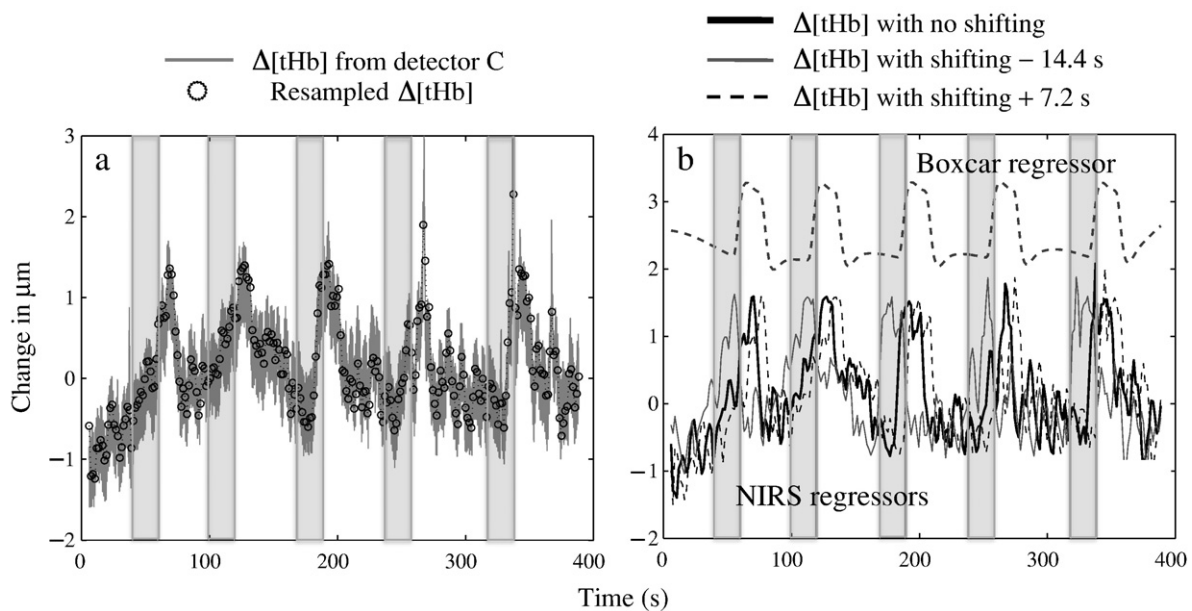 Δ[tHb] from detector C
Resampled Δ[tHb]
Δ[tHb] with no shifting
Δ[tHb] with shifting − 14.4 s
Δ[tHb] with shifting + 7.2 s
Change in μm
a
3
2
1
0
−1
−2
0
100
200
300
400
b
Boxcar regressor
NIRS regressors
4
3
2
1
0
−1
−2
0
100
200
300
400
Time (s)